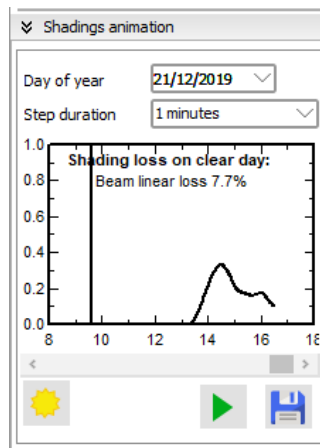 Shadings animation
Day of year 21/12/2019
Step duration 1 minutes
Shading loss on clear day:
Beam linear loss 7.7%
1.0
0.8
0.6
0.4
0.2
0.0
8 10 12 14 16 18